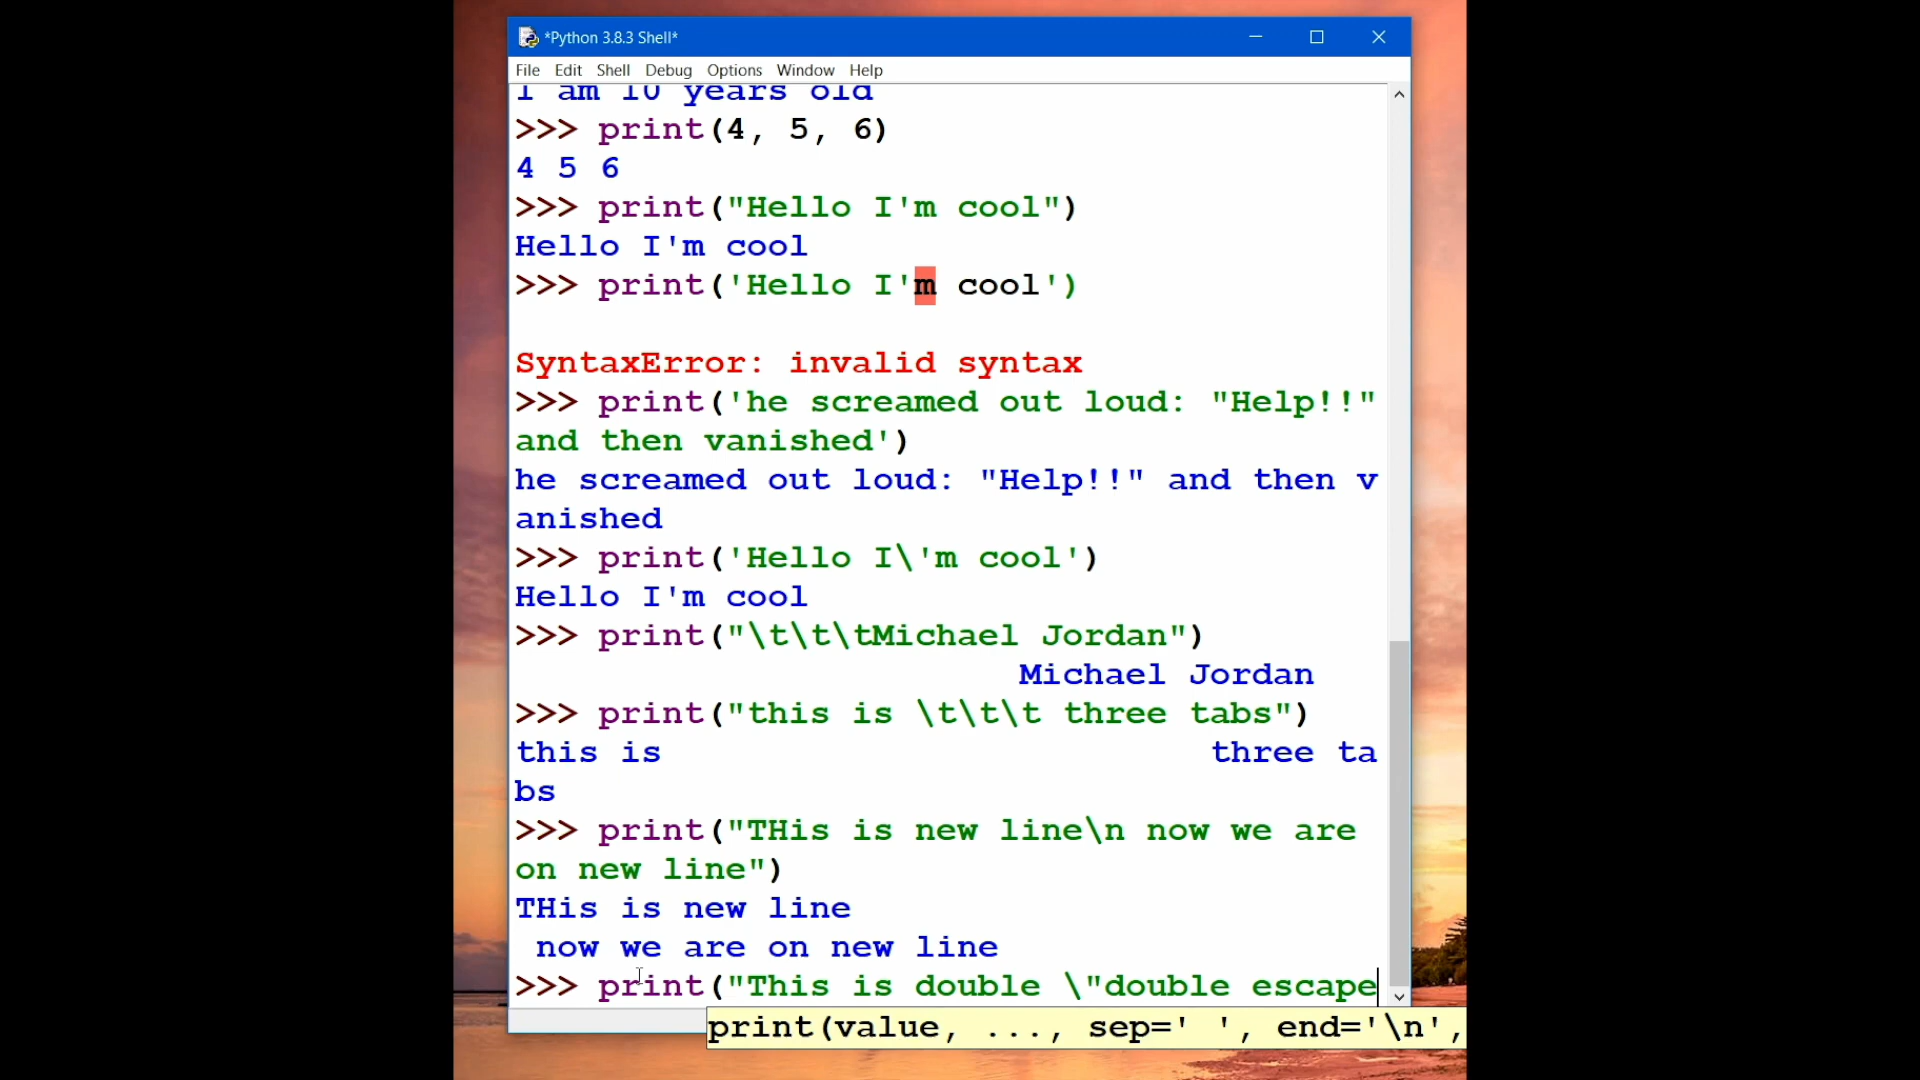 *Python 3.8.3 Shell*
File Edit Shell Debug Options Window Help
I am 10 years old
>>> print(4, 5, 6)
4 5 6
>>> print("Hello I'm cool")
Hello I'm cool
>>> print('Hello I'm cool')
SyntaxError: invalid syntax
>>> print('he screamed out loud: "Help!!"
and then vanished')
he screamed out loud: "Help!!" and then v
anished
>>> print('Hello I\'m cool')
Hello I'm cool
>>> print("\t\t\tMichael Jordan")
Michael Jordan
>>> print("this is \t\t\t three tabs")
this is three ta
bs
>>> print("THis is new line\n now we are
on new line")
THis is new line
now we are on new line
>>> print("This is double \"double escape
print(value, ..., sep=' ', end='\n',